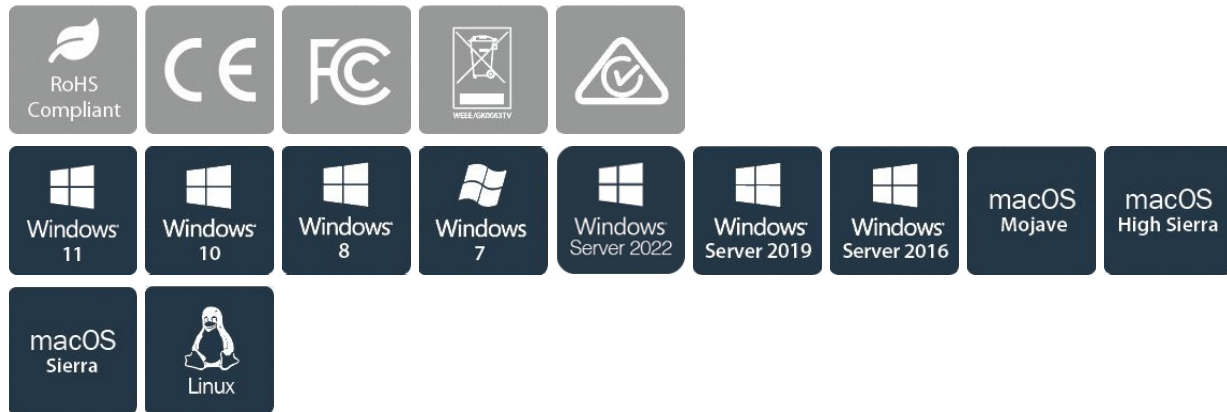 RoHS
Compliant
CE
FC
WEEE/GK0063TV
Windows
11
Windows
10
Windows
8
Windows
7
Windows
Server 2022
Windows
Server 2019
Windows
Server 2016
macOS
Mojave
macOS
High Sierra
macOS
Sierra
Linux